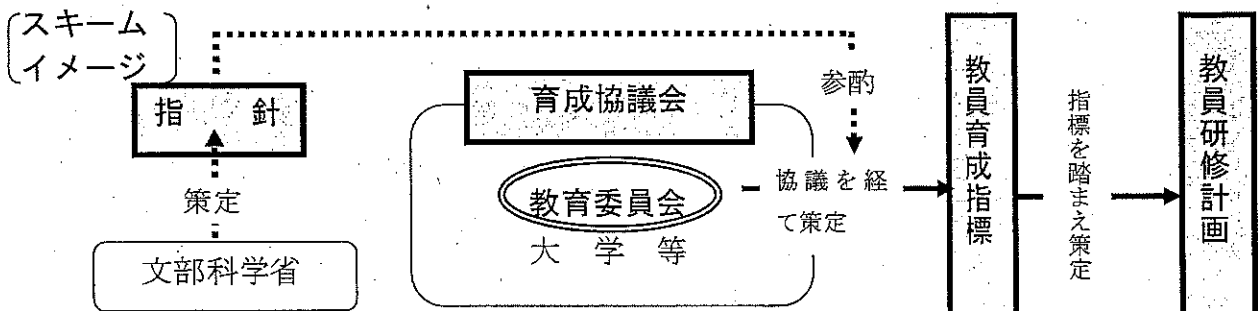 スキーム
イメージ
指 針
策定
文部科学省
育成協議会
教育委員会
大 学 等
参酌
協議を経
て策定
教員育成指標
指標を踏まえ策定
教員研修計画